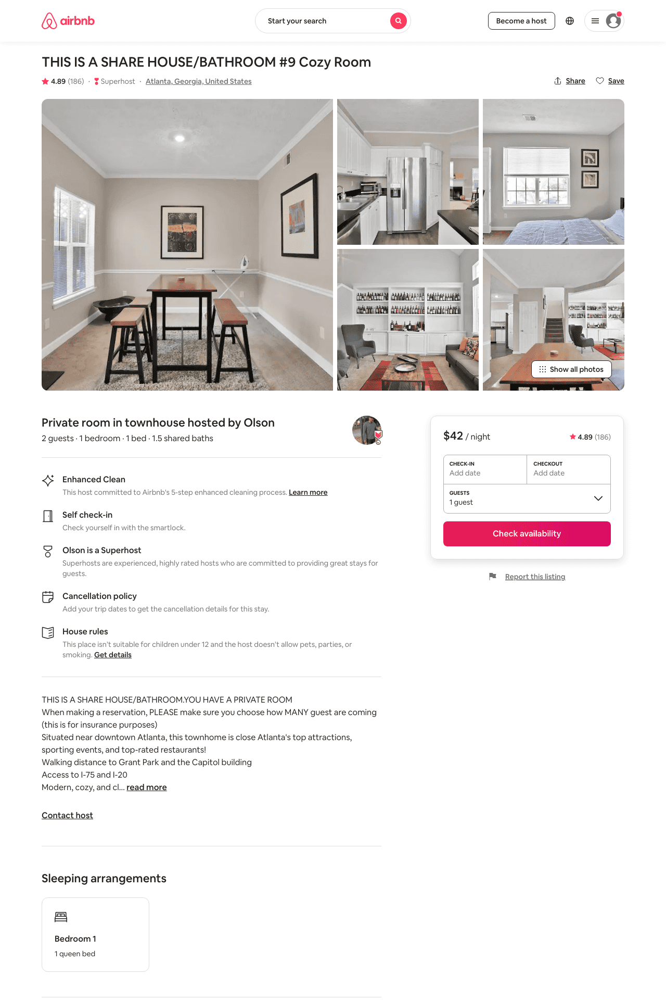 airbnb
Start your search
Become a host
THIS IS A SHARE HOUSE/BATHROOM #9 Cozy Room
4.89 (186) · Superhost · Atlanta, Georgia, United States
Share
Save
Show all photos
Private room in townhouse hosted by Olson
2 guests · 1 bedroom · 1 bed · 1.5 shared baths
Enhanced Clean
This host committed to Airbnb's 5-step enhanced cleaning process. Learn more
Self check-in
Check yourself in with the smartlock.
Olson is a Superhost
Superhosts are experienced, highly rated hosts who are committed to providing great stays for
guests.
Cancellation policy
Add your trip dates to get the cancellation details for this stay.
House rules
This place isn’t suitable for children under 12 and the host doesn’t allow pets, parties, or
smoking. Get details
THIS IS A SHARE HOUSE/BATHROOM.YOU HAVE A PRIVATE ROOM
When making a reservation, PLEASE make sure you choose how MANY guest are coming
(this is for insurance purposes)
Situated near downtown Atlanta, this townhome is close Atlanta's top attractions,
sporting events, and top-rated restaurants!
Walking distance to Grant Park and the Capitol building
Access to I-75 and I-20
Modern, cozy, and cl... read more
Contact host
Sleeping arrangements
Bedroom 1
1 queen bed
$42 / night
4.89 (186)
CHECK-IN
Add date
CHECKOUT
Add date
GUESTS
1 guest
Check availability
Report this listing